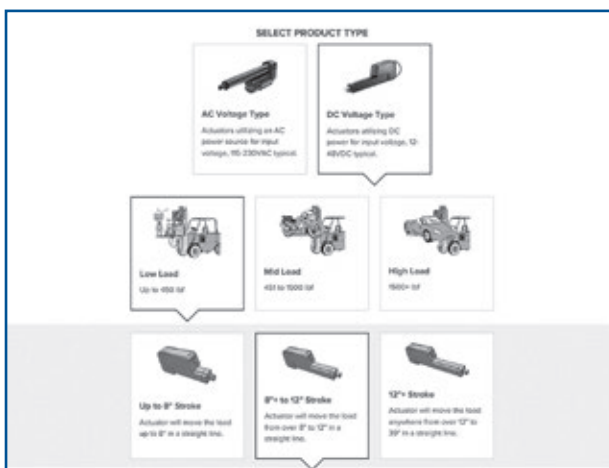 SELECT PRODUCT TYPE
AC Voltage Type
Actuators utilizing an AC
power source for input
voltage, 115-230VAC typical.
DC Voltage Type
Actuators utilizing DC
power for input voltage, 12-
48VDC typical.
Low Load
Up to 450 lbf
Mid Load
451 to 1500 lbf
High Load
1500+ lbf
Up to 8" Stroke
Actuator will move the load
up to 8" in a straight line.
8"+ to 12" Stroke
Actuator will move the load
from over 8" to 12" in a
straight line.
12"+ Stroke
Actuator will move the load
anywhere from over 12" to
39" in a straight line.